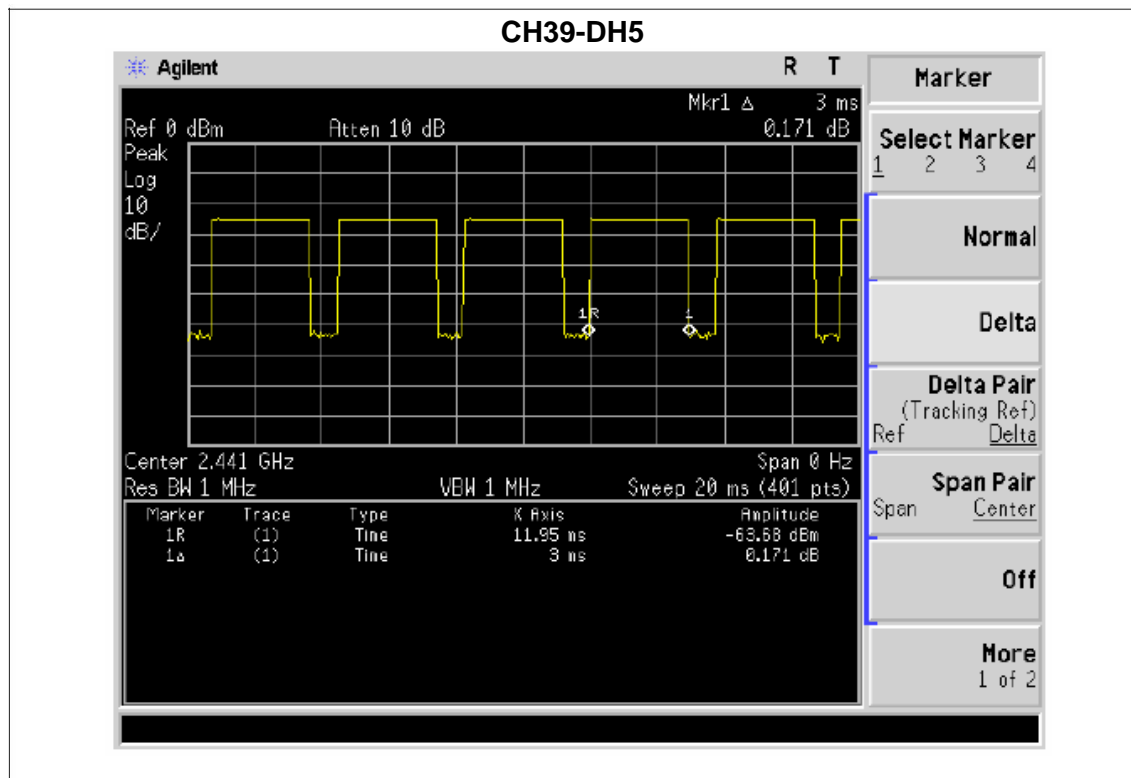 CH39-DH5
Agilent
R T
Marker
Mkr1 Δ 3 ms
Ref 0 dBm Atten 10 dB 0.171 dB
Peak
Log
10
dB/
1R
1
Center 2.441 GHz Span 0 Hz
Res BW 1 MHz VBW 1 MHz Sweep 20 ms (401 pts)
Marker Trace Type X Axis Amplitude
1R (1) Time 11.95 ms -63.68 dBm
1Δ (1) Time 3 ms 0.171 dB
Select Marker
1 2 3 4
Normal
Delta
Delta Pair
(Tracking Ref)
Ref Delta
Span Pair
Span Center
Off
More
1 of 2